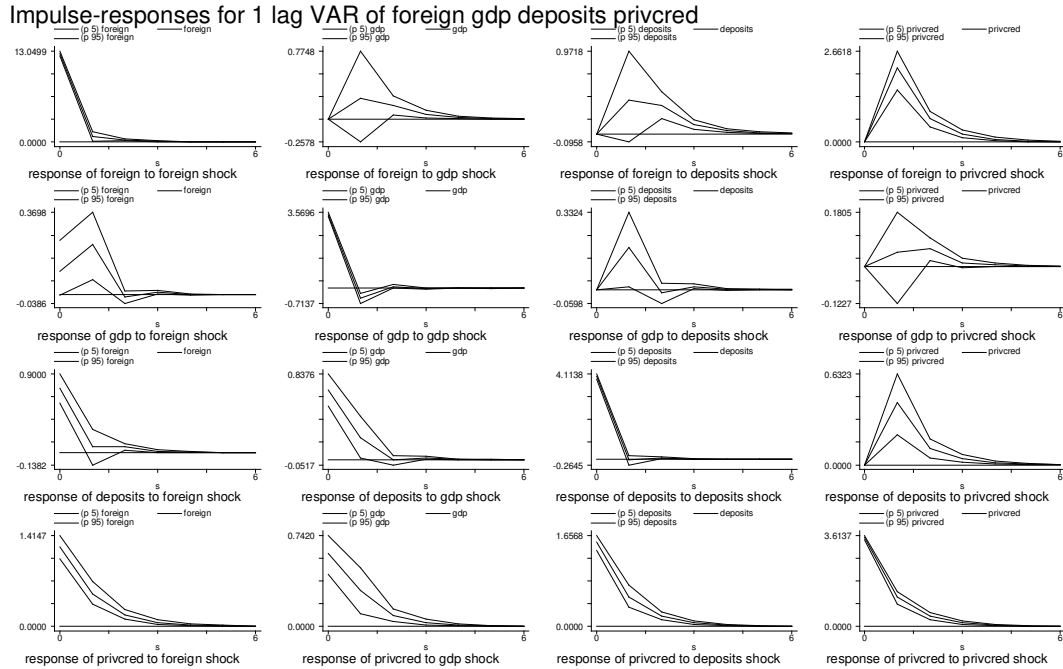 Impulse-responses for 1 lag VAR of foreign gdp deposits privcred
(p 5) foreign foreign
(p 95) foreign
13.0499
0.0000
0 6
s
response of foreign to foreign shock
(p 5) gdp gdp
(p 95) gdp
0.7748
-0.2578
0 6
s
response of foreign to gdp shock
(p 5) deposits deposits
(p 95) deposits
0.9718
-0.0958
0 6
s
response of foreign to deposits shock
(p 5) privcred privcred
(p 95) privcred
2.6618
0.0000
0 6
s
response of foreign to privcred shock
(p 5) foreign foreign
(p 95) foreign
0.3698
-0.0386
0 6
s
response of gdp to foreign shock
(p 5) gdp gdp
(p 95) gdp
3.5696
-0.7137
0 6
s
response of gdp to gdp shock
(p 5) deposits deposits
(p 95) deposits
0.3324
-0.0598
0 6
s
response of gdp to deposits shock
(p 5) privcred privcred
(p 95) privcred
0.1805
-0.1227
0 6
s
response of gdp to privcred shock
(p 5) foreign foreign
(p 95) foreign
0.9000
-0.1382
0 6
s
response of deposits to foreign shock
(p 5) gdp gdp
(p 95) gdp
0.8376
-0.0517
0 6
s
response of deposits to gdp shock
(p 5) deposits deposits
(p 95) deposits
4.1138
-0.2645
0 6
s
response of deposits to deposits shock
(p 5) privcred privcred
(p 95) privcred
0.6323
0.0000
0 6
s
response of deposits to privcred shock
(p 5) foreign foreign
(p 95) foreign
1.4147
0.0000
0 6
s
response of privcred to foreign shock
(p 5) gdp gdp
(p 95) gdp
0.7420
0.0000
0 6
s
response of privcred to gdp shock
(p 5) deposits deposits
(p 95) deposits
1.6568
0.0000
0 6
s
response of privcred to deposits shock
(p 5) privcred privcred
(p 95) privcred
3.6137
0.0000
0 6
s
response of privcred to privcred shock